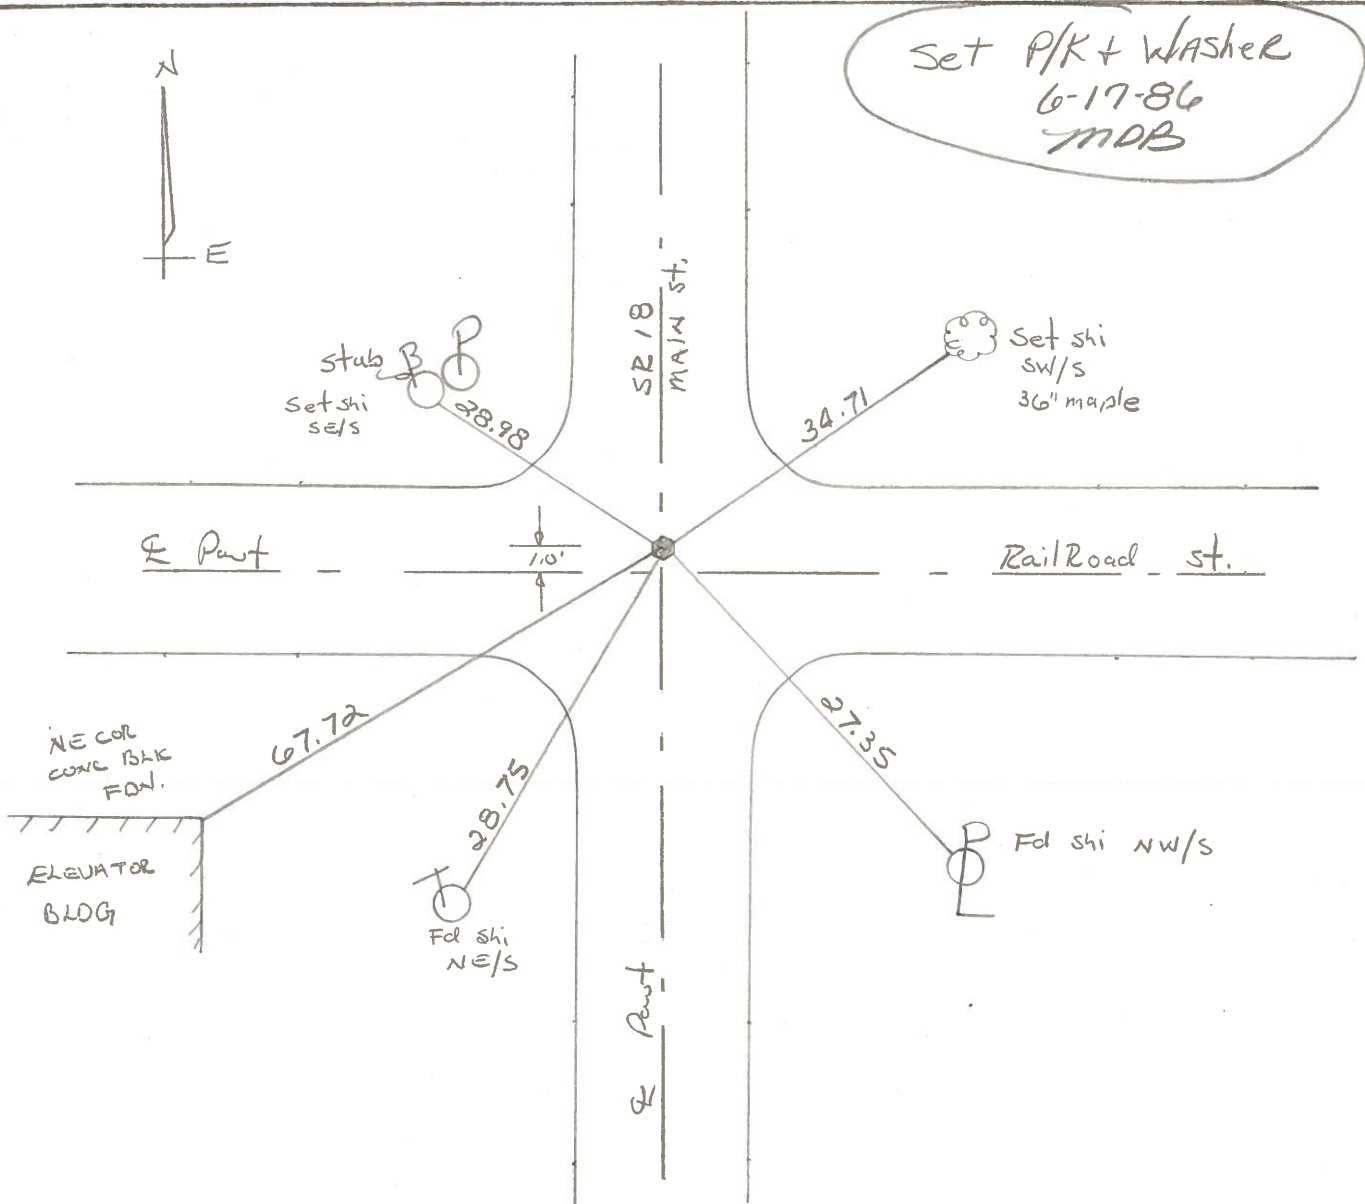 Set P/K + WASHER
6-17-86
MDB
N
E
SR 18
MAIN St.
stub B P
Set shi
SE/S
28.98
34.71
Set shi
SW/S
36" maple
℄ Pav't
1.0'
RailRoad st.
NE COR
CONC BLK
FDN.
67.72
28.75
27.35
ELEVATOR
BLDG
T
Fd shi
NE/S
P
Fd shi NW/S
℄ Pav't